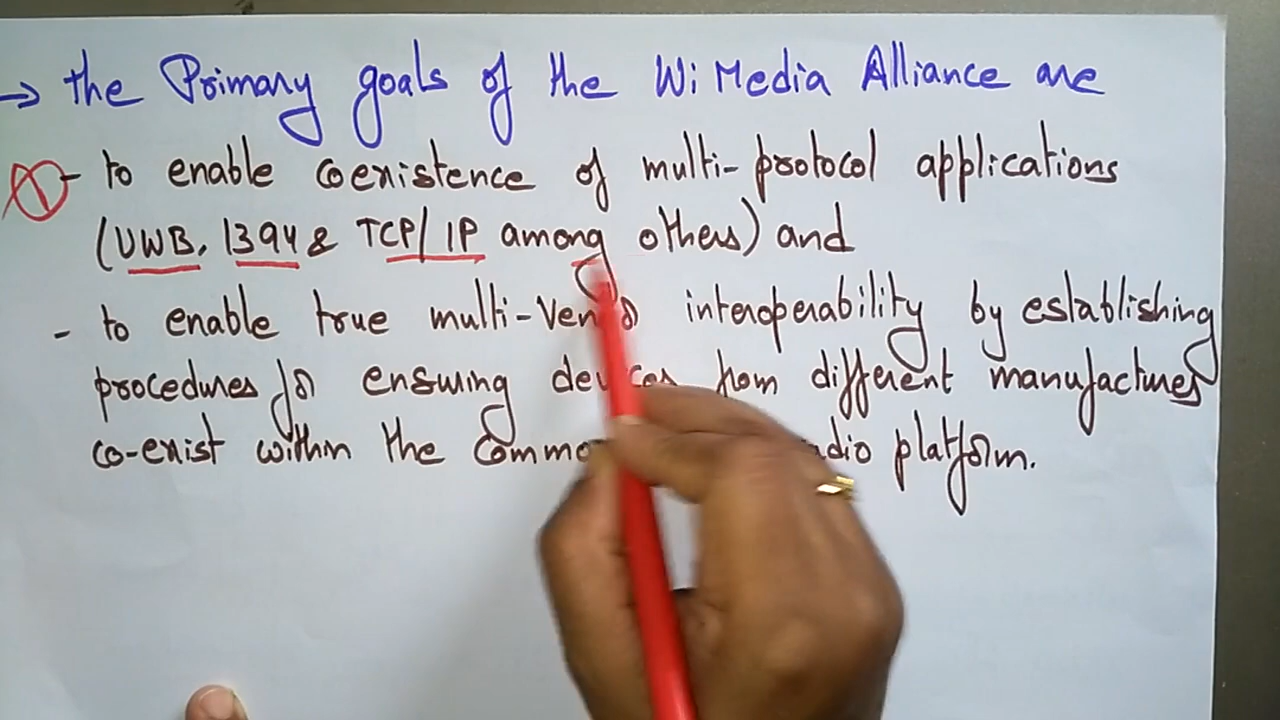 → the Primary goals of the Wi Media Alliance are
- to enable coexistence of multi-protocol applications
(UWB, 1394 & TCP/IP among others) and
- to enable true multi-vendor interoperability by establishing
procedures for ensuring devices from different manufactures
co-exist within the radio platform.